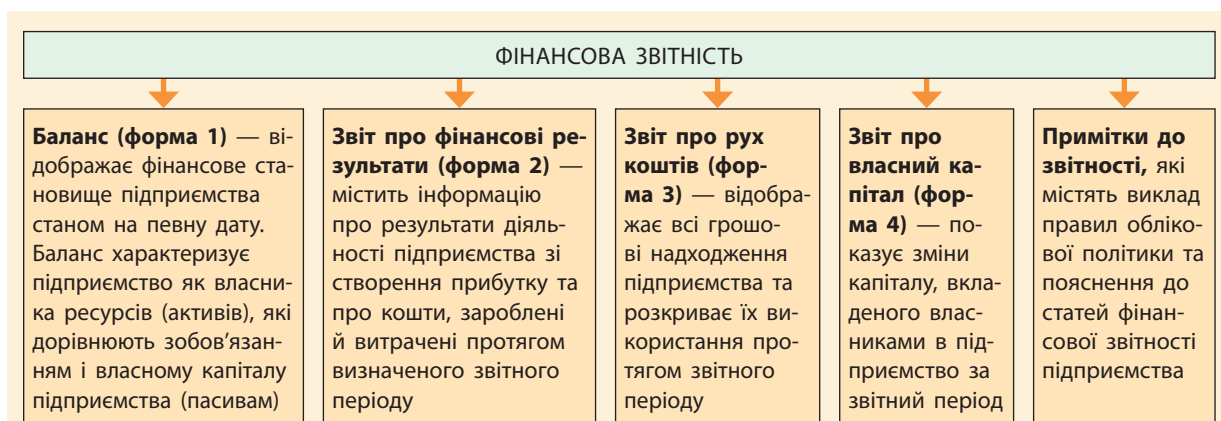 ФІНАНСОВА ЗВІТНІСТЬ
Баланс (форма 1) — ві-
дображає фінансове ста-
новище підприємства
станом на певну дату.
Баланс характеризує
підприємство як власни-
ка ресурсів (активів), які
дорівнюють зобов’язан-
ням і власному капіталу
підприємства (пасивам)
Звіт про фінансові ре-
зультати (форма 2) —
містить інформацію
про результати діяль-
ності підприємства зі
створення прибутку та
про кошти, зароблені
й витрачені протягом
визначеного звітного
періоду
Звіт про рух
коштів (фор-
ма 3) — відобра-
жає всі грошо-
ві надходження
підприємства та
розкриває їх ви-
користання про-
тягом звітного
періоду
Звіт про
власний ка-
пітал (фор-
ма 4) — по-
казує зміни
капіталу, вкла-
деного влас-
никами в під-
приємство за
звітний період
Примітки до
звітності, які
містять виклад
правил обліко-
вої політики та
пояснення до
статей фінан-
сової звітності
підприємства